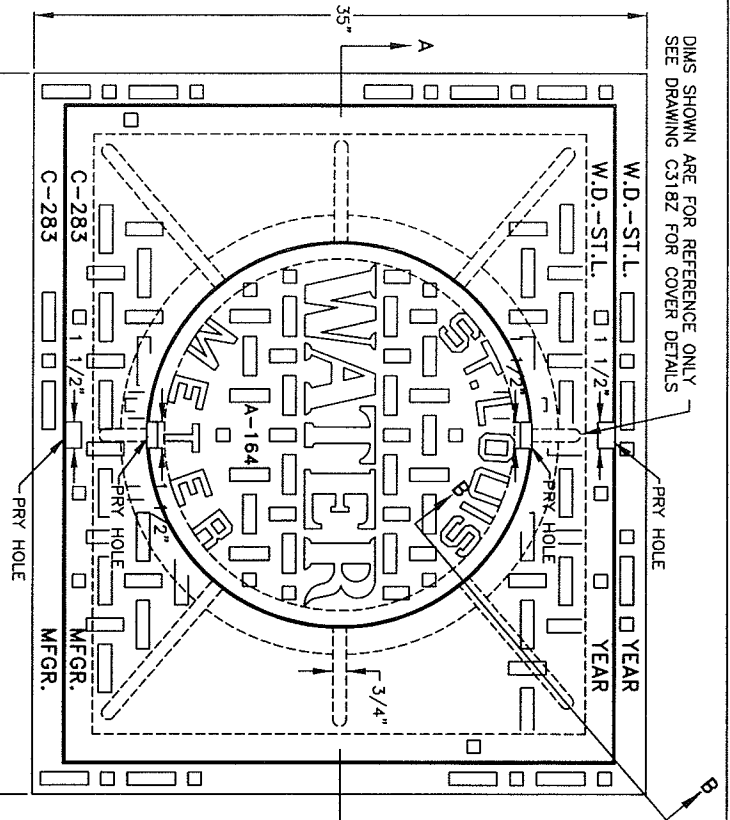 DIMS SHOWN ARE FOR REFERENCE ONLY
SEE DRAWING C318Z FOR COVER DETAILS
PRY HOLE
B
W.D.-ST.L. YEAR
W.D.-ST.L. 1 1/2" YEAR
PRY HOLE
ST.LOUIS
1/2"
B
WATER
35"
A
3/4"
A-164
METER
1/2"
PRY HOLE
C-283 1 1/2" MFGR.
C-283 MFGR.
PRY HOLE